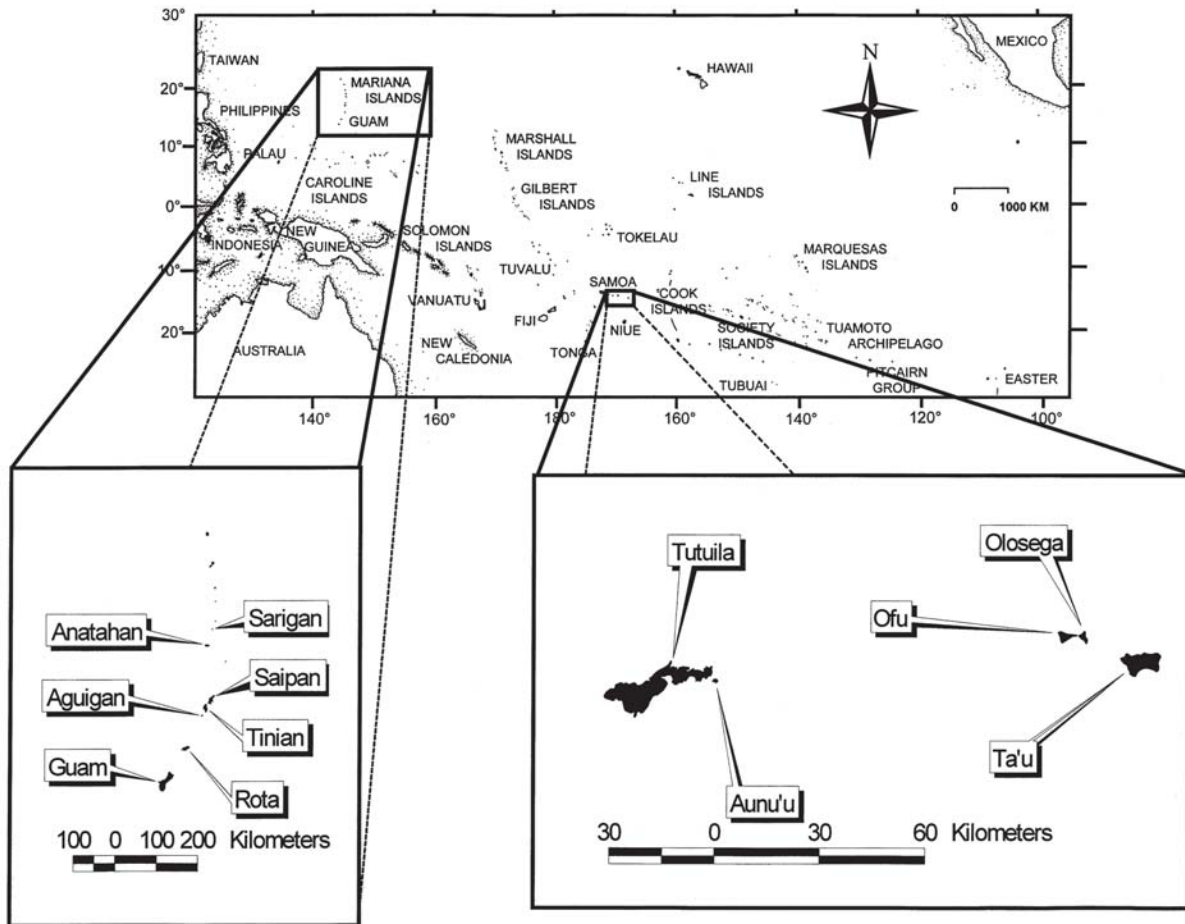 30°
20°
10°
0°
10°
20°
140°
160°
180°
160°
140°
120°
100°
TAIWAN
PHILIPPINES
PALAU
MARIANA
ISLANDS
GUAM
CAROLINE
ISLANDS
INDONESIA
NEW
GUINEA
AUSTRALIA
SOLOMON
ISLANDS
VANUATU
NEW
CALEDONIA
MARSHALL
ISLANDS
GILBERT
ISLANDS
TUVALU
FIJI
TONGA
TOKELAU
SAMOA
NIUE
HAWAII
LINE
ISLANDS
COOK
ISLANDS
SOCIETY
ISLANDS
TUBUAI
MARQUESAS
ISLANDS
TUAMOTO
ARCHIPELAGO
PITCAIRN
GROUP
EASTER
MEXICO
N
0 1000 KM
Anatahan
Sarigan
Saipan
Aguigan
Tinian
Guam
Rota
100 0 100 200 Kilometers
Tutuila
Olosega
Ofu
Ta'u
Aunu'u
30 0 30 60 Kilometers